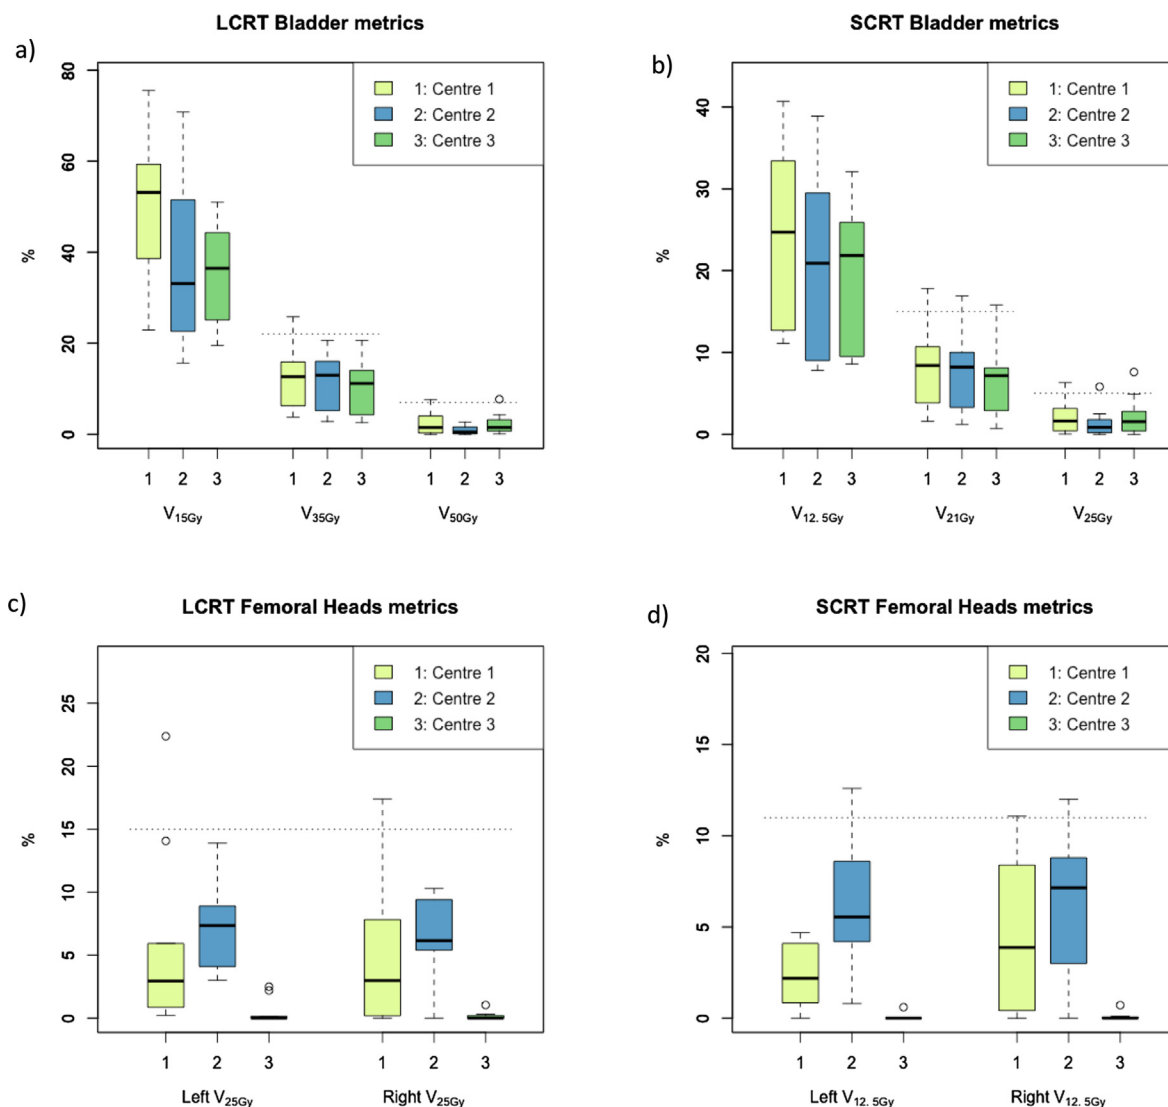 a)
LCRT Bladder metrics
1: Centre 1
2: Centre 2
3: Centre 3
80
60
40
20
0
%
1 2 3 1 2 3 1 2 3
V15Gy V35Gy V50Gy
b)
SCRT Bladder metrics
1: Centre 1
2: Centre 2
3: Centre 3
40
30
20
10
0
%
1 2 3 1 2 3 1 2 3
V12. 5Gy V21Gy V25Gy
c)
LCRT Femoral Heads metrics
1: Centre 1
2: Centre 2
3: Centre 3
25
20
15
10
5
0
%
1 2 3 1 2 3
Left V25Gy Right V25Gy
d)
SCRT Femoral Heads metrics
1: Centre 1
2: Centre 2
3: Centre 3
20
15
10
5
0
%
1 2 3 1 2 3
Left V12. 5Gy Right V12. 5Gy